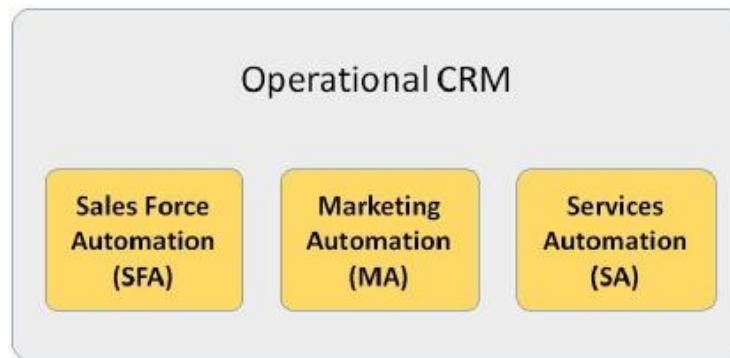 Operational CRM
Sales Force
Automation
(SFA)
Marketing
Automation
(MA)
Services
Automation
(SA)